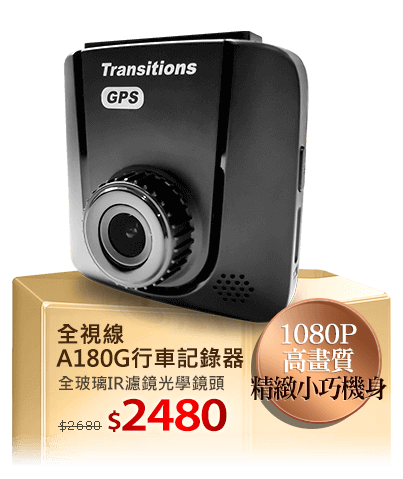 Transitions
GPS
全視線
A180G行車記錄器
全玻璃IR濾鏡光學鏡頭
$2680 $2480
1080P
高畫質
精緻小巧機身